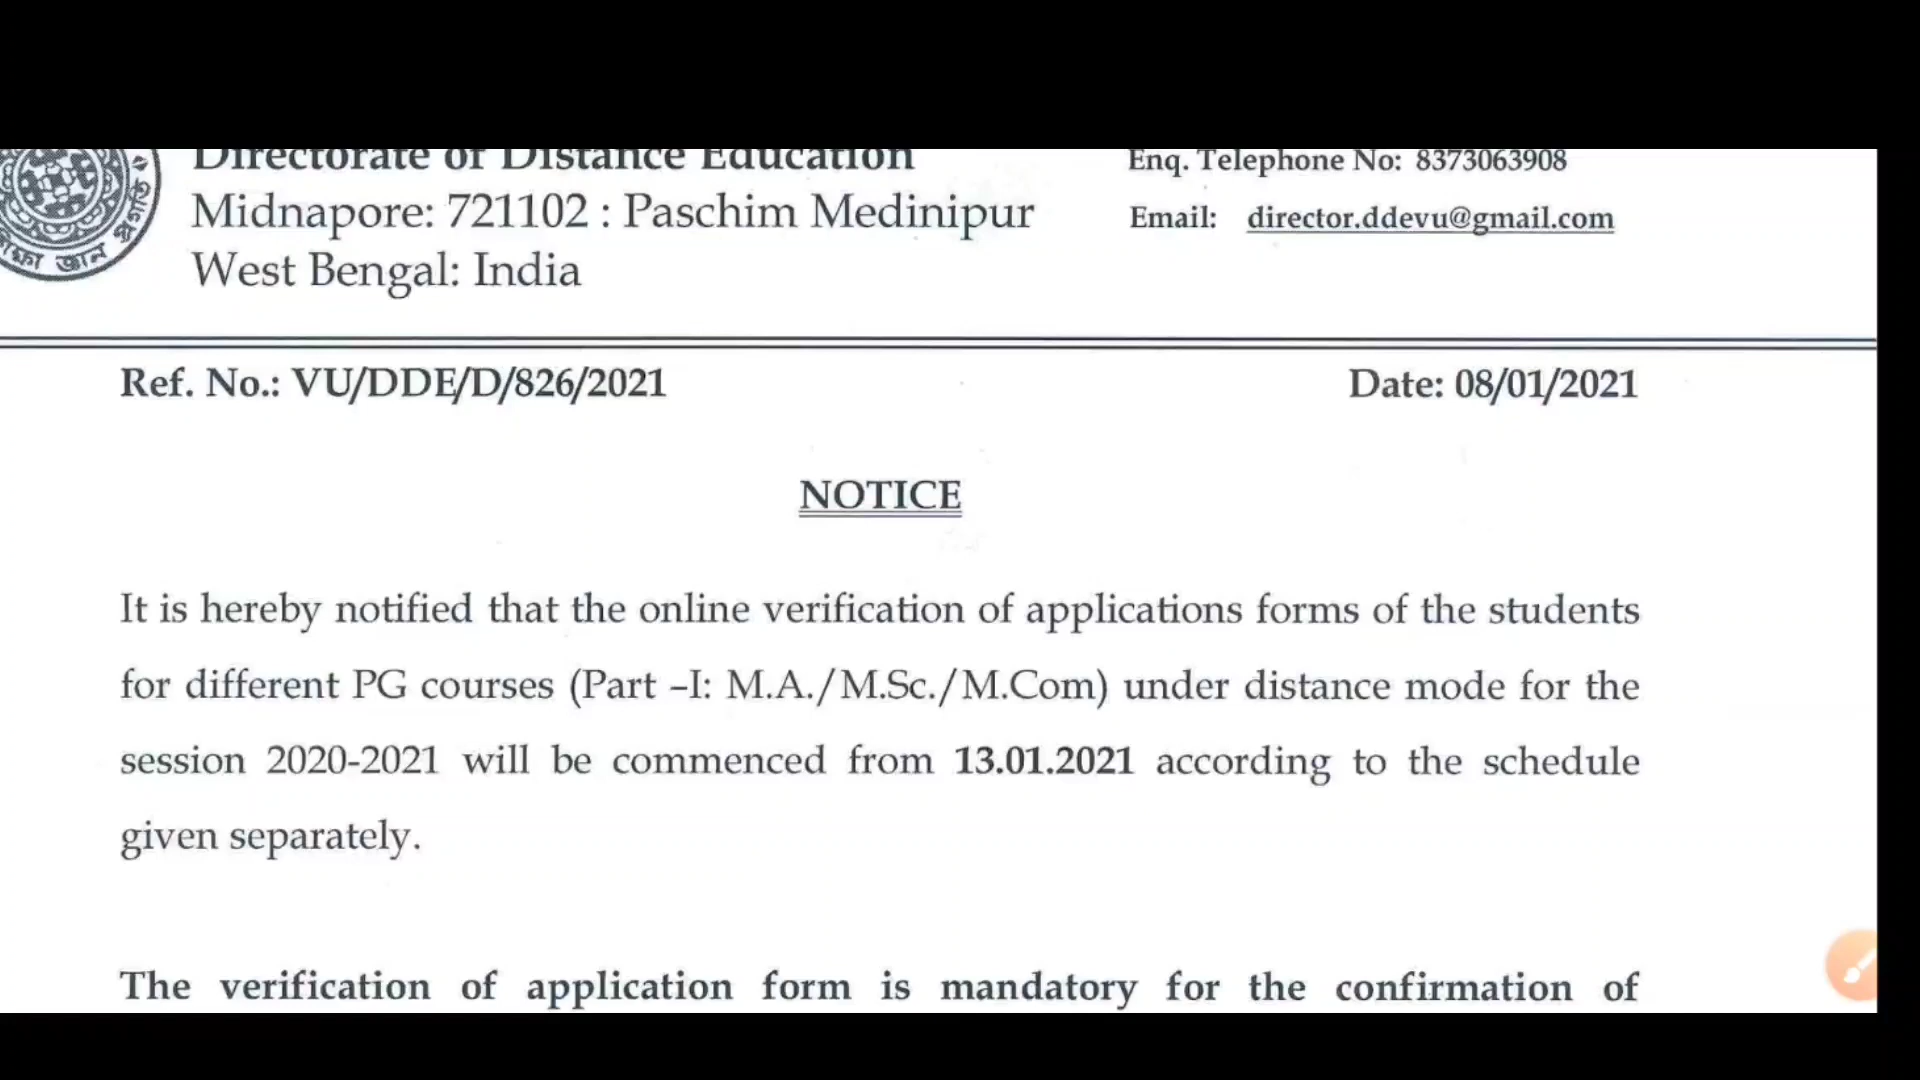 Directorate of Distance Education
Enq. Telephone No: 8373063908
Midnapore: 721102 : Paschim Medinipur
Email: director.ddevu@gmail.com
West Bengal: India
জ্ঞান প্রগতি
Ref. No.: VU/DDE/D/826/2021
Date: 08/01/2021
NOTICE
It is hereby notified that the online verification of applications forms of the students
for different PG courses (Part –I: M.A./M.Sc./M.Com) under distance mode for the
session 2020-2021 will be commenced from 13.01.2021 according to the schedule
given separately.
The verification of application form is mandatory for the confirmation of